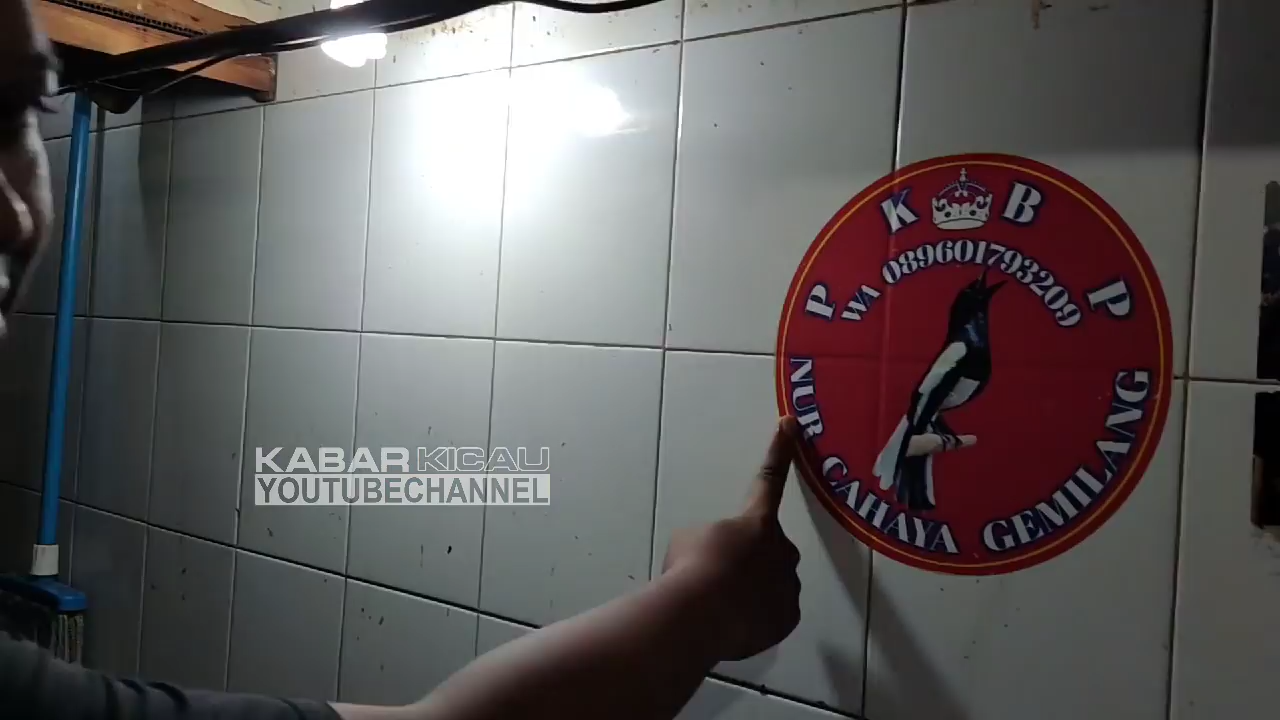 P K B P
WA 089601793209
NUR CAHAYA GEMILANG
KABAR KICAU
YOUTUBECHANNEL